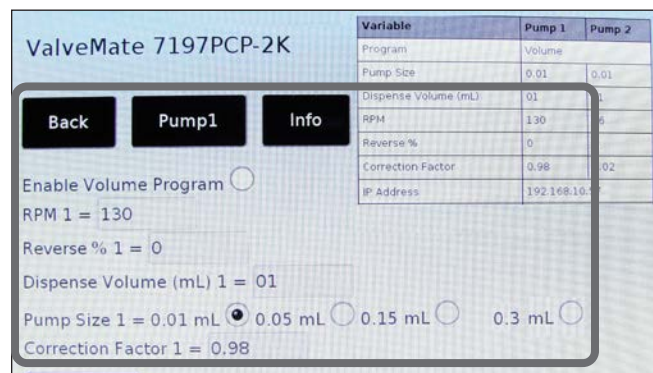 ValveMate 7197PCP-2K
Variable Pump 1 Pump 2
Program Volume
Pump Size 0.01 0.01
Dispense Volume (mL) 01
RPM 130
Reverse % 0
Correction Factor 0.98
IP Address
Back Pump1 Info
Enable Volume Program
RPM 1 = 130
Reverse % 1 = 0
Dispense Volume (mL) 1 = 01
Pump Size 1 = 0.01 mL 0.05 mL 0.15 mL 0.3 mL
Correction Factor 1 = 0.98